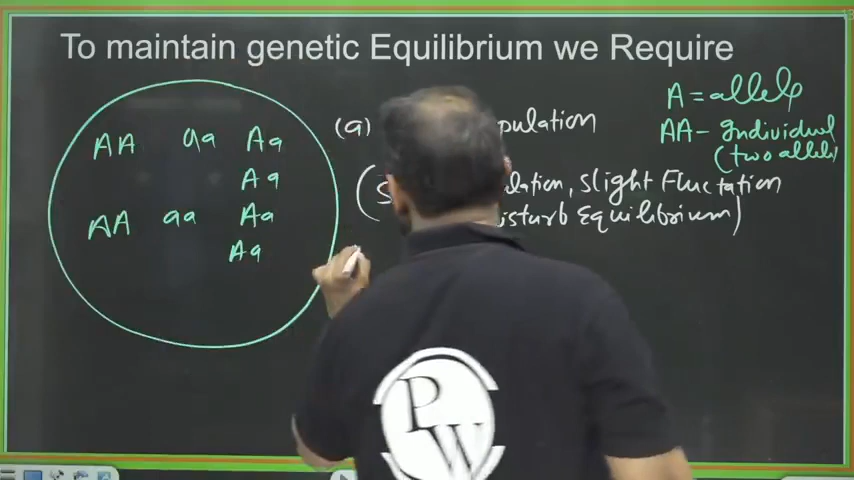 To maintain genetic Equilibrium we Require
A = allele
AA - Individual
(two allele
AA aa Aa
Aa
AA aa Aa
Aa
(a) pulation
(S lation, slight Fluctation
isturb Equilibrium)
PW